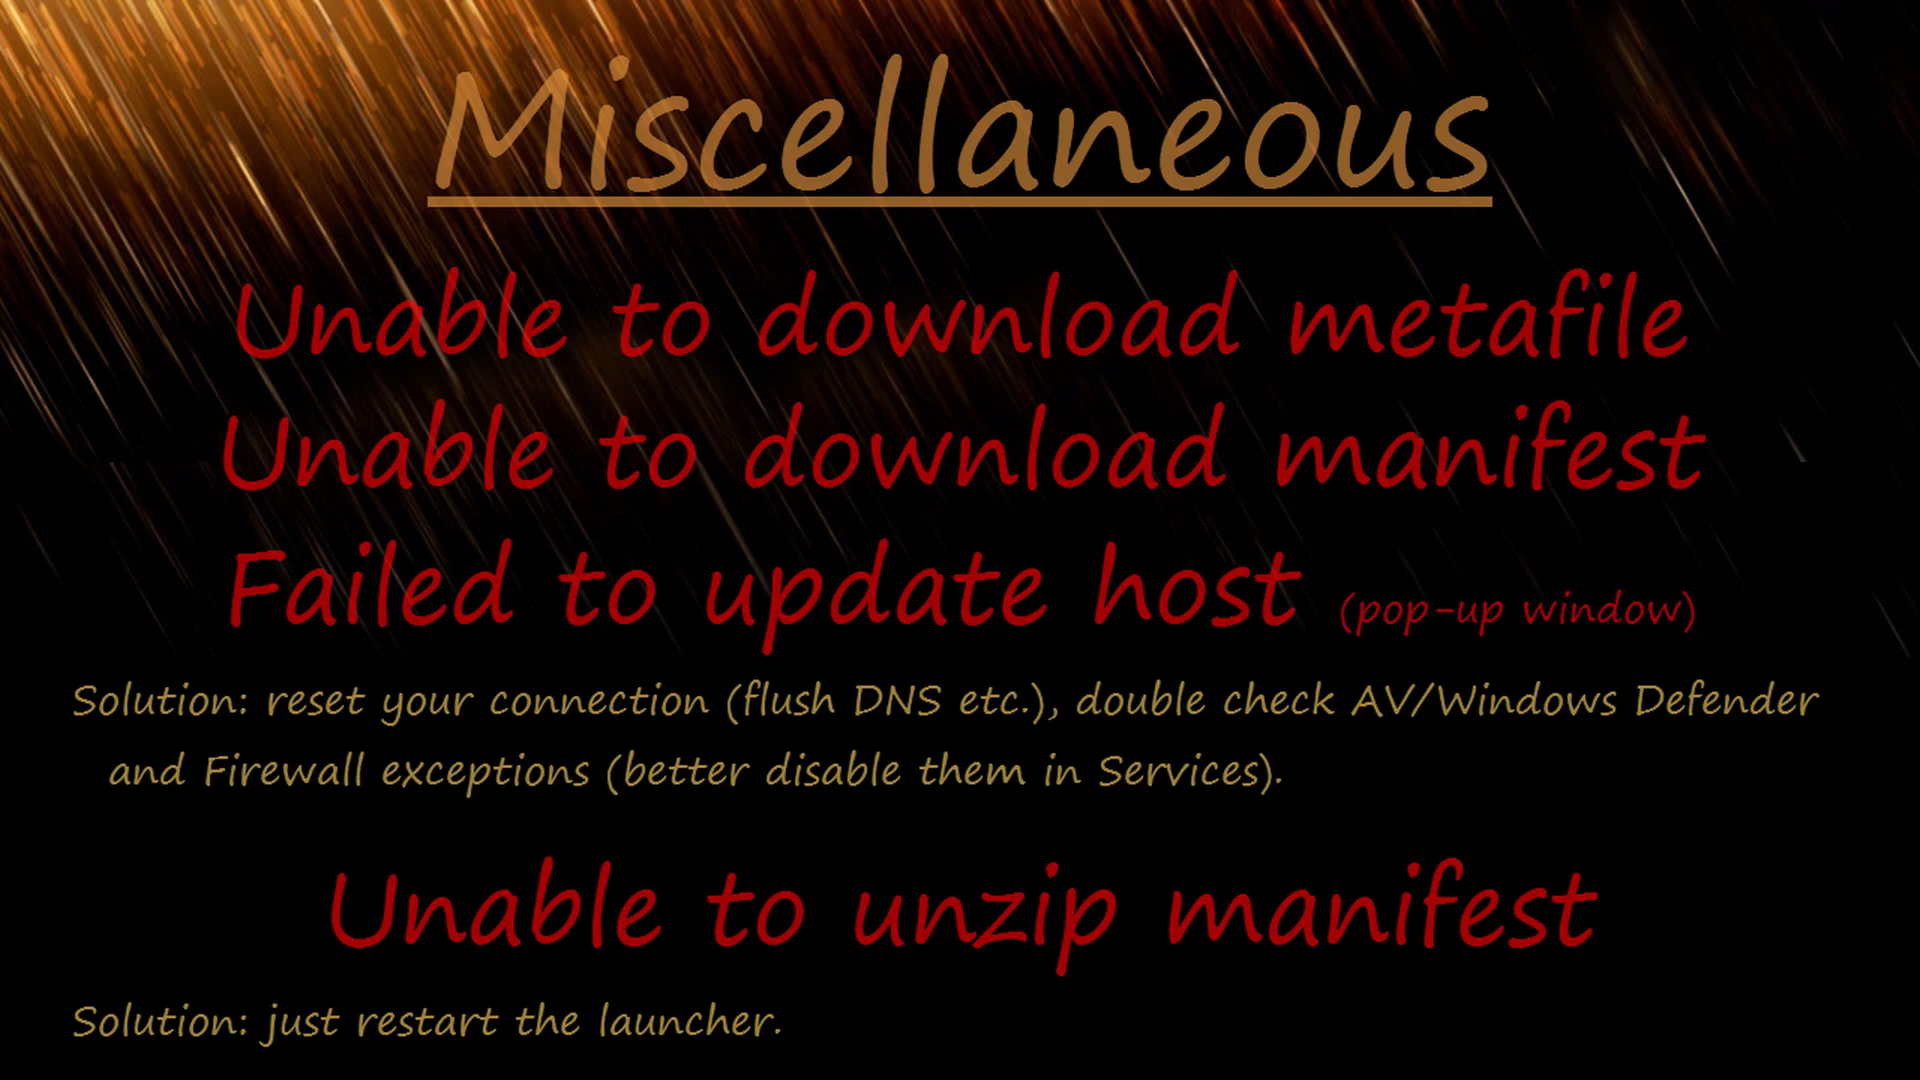 Miscellaneous
Unable to download metafile
Unable to download manifest
Failed to update host (pop-up window)
Solution: reset your connection (flush DNS etc.), double check AV/Windows Defender
and Firewall exceptions (better disable them in Services).
Unable to unzip manifest
Solution: just restart the launcher.